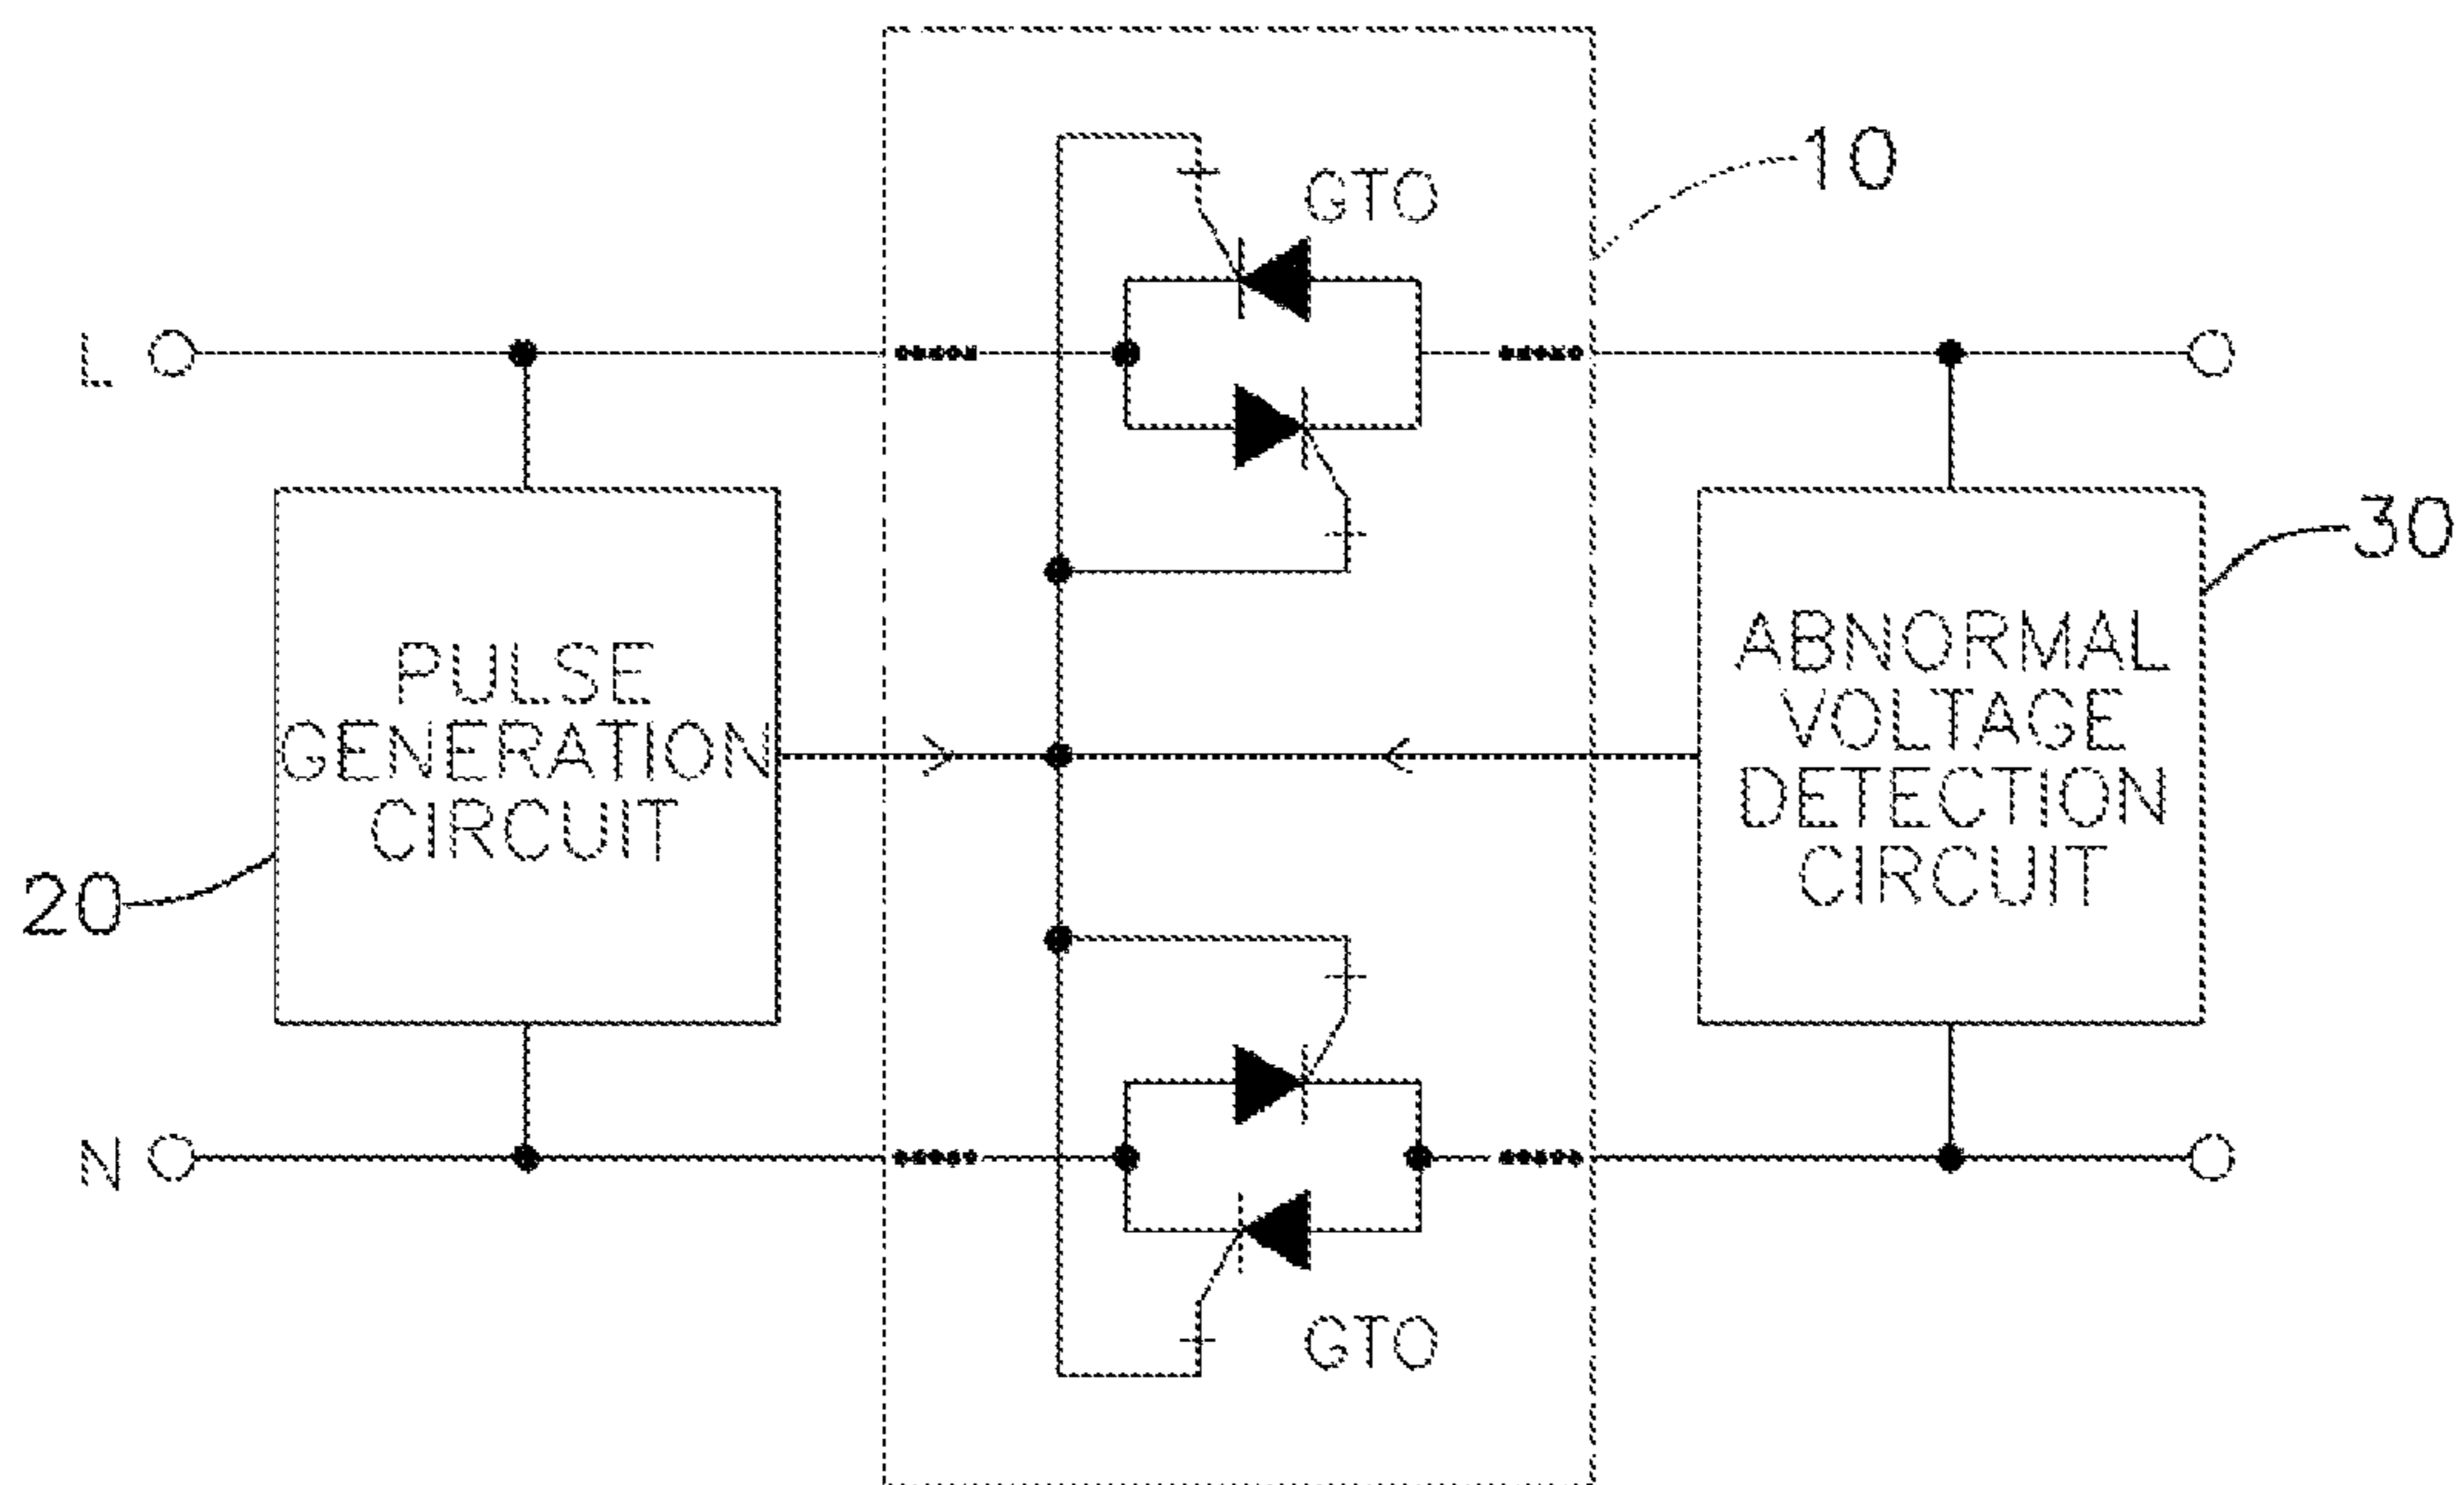 10
GTO
L
30
PULSE
GENERATION
CIRCUIT
ABNORMAL
VOLTAGE
DETECTION
CIRCUIT
20
N
GTO